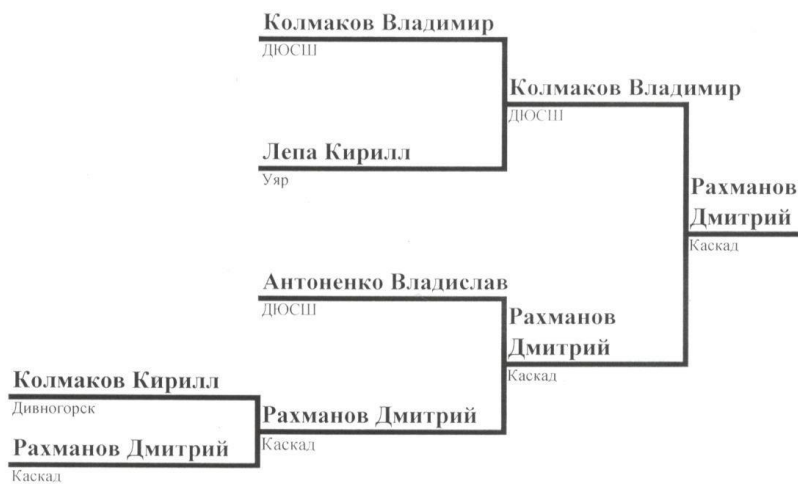 Колмаков Владимир
ДЮСШ
Колмаков Владимир
ДЮСШ
Лепа Кирилл
Уяр
Рахманов
Дмитрий
Каскад
Антоненко Владислав
ДЮСШ
Рахманов
Дмитрий
Каскад
Колмаков Кирилл
Дивногорск
Рахманов Дмитрий
Каскад
Рахманов Дмитрий
Каскад